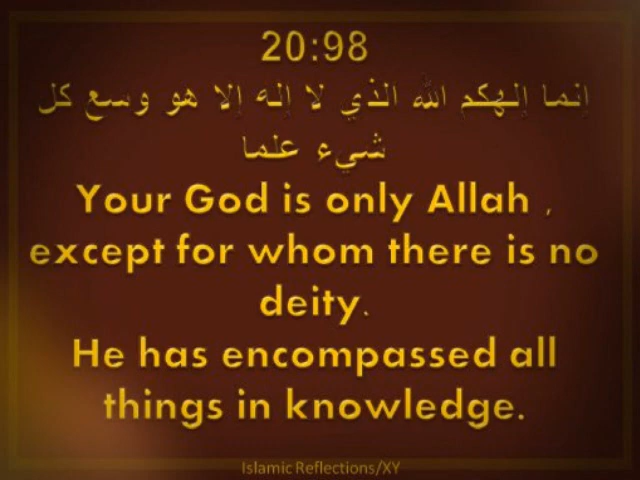 20:98
إنما إلهكم الله الذي لا إله إلا هو وسع كل
شيء علما
Your God is only Allah ,
except for whom there is no
deity.
He has encompassed all
things in knowledge.
Islamic Reflections/XY